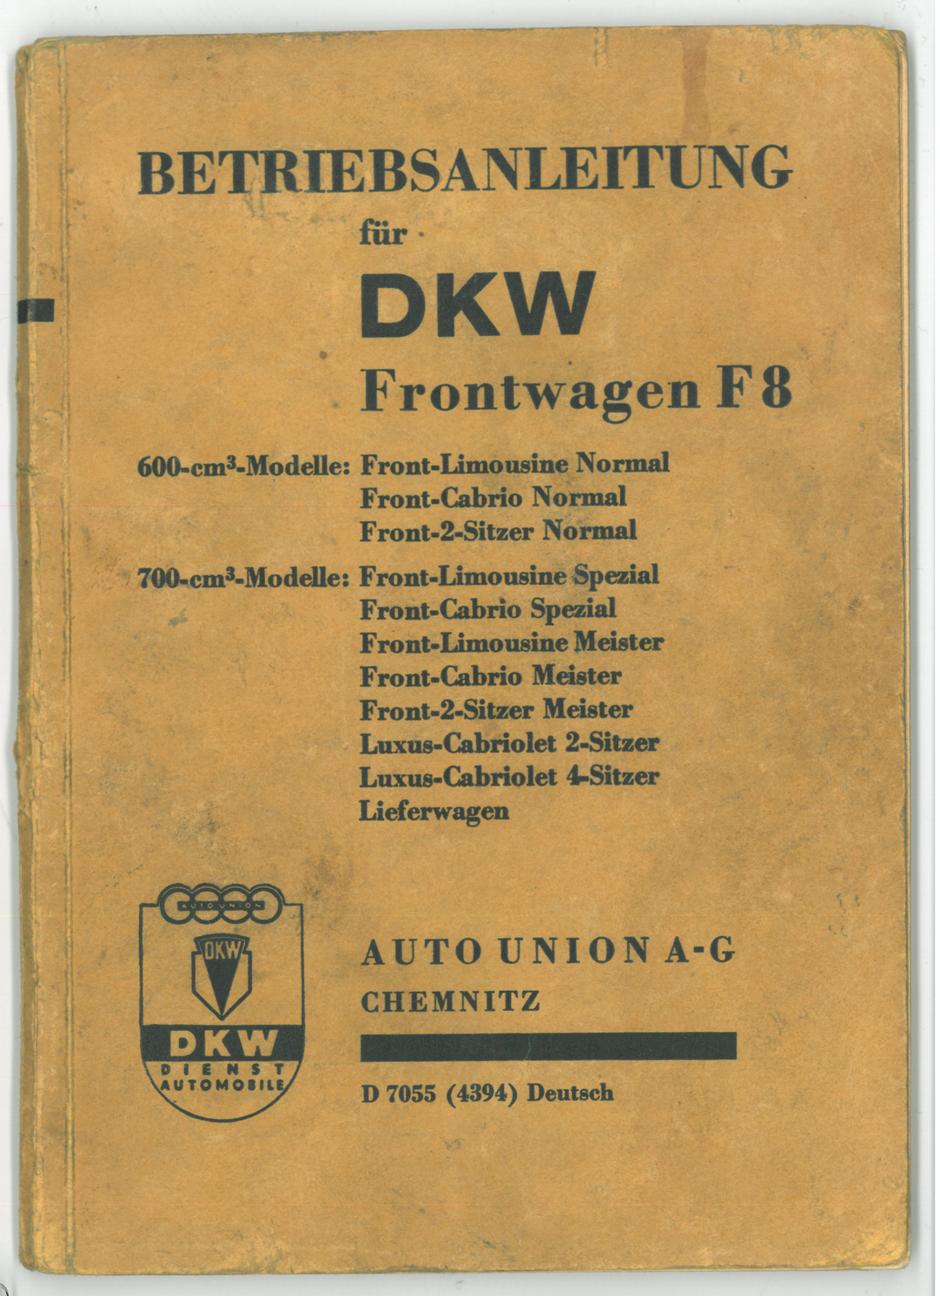 BETRIEBSANLEITUNG
für
DKW
Frontwagen F 8
600-cm³-Modelle: Front-Limousine Normal
Front-Cabrio Normal
Front-2-Sitzer Normal
700-cm³-Modelle: Front-Limousine Spezial
Front-Cabrio Spezial
Front-Limousine Meister
Front-Cabrio Meister
Front-2-Sitzer Meister
Luxus-Cabriolet 2-Sitzer
Luxus-Cabriolet 4-Sitzer
Lieferwagen
AUTO UNION
DKW
DKW
DIENST
AUTOMOBILE
AUTO UNION A-G
CHEMNITZ
D 7055 (4394) Deutsch